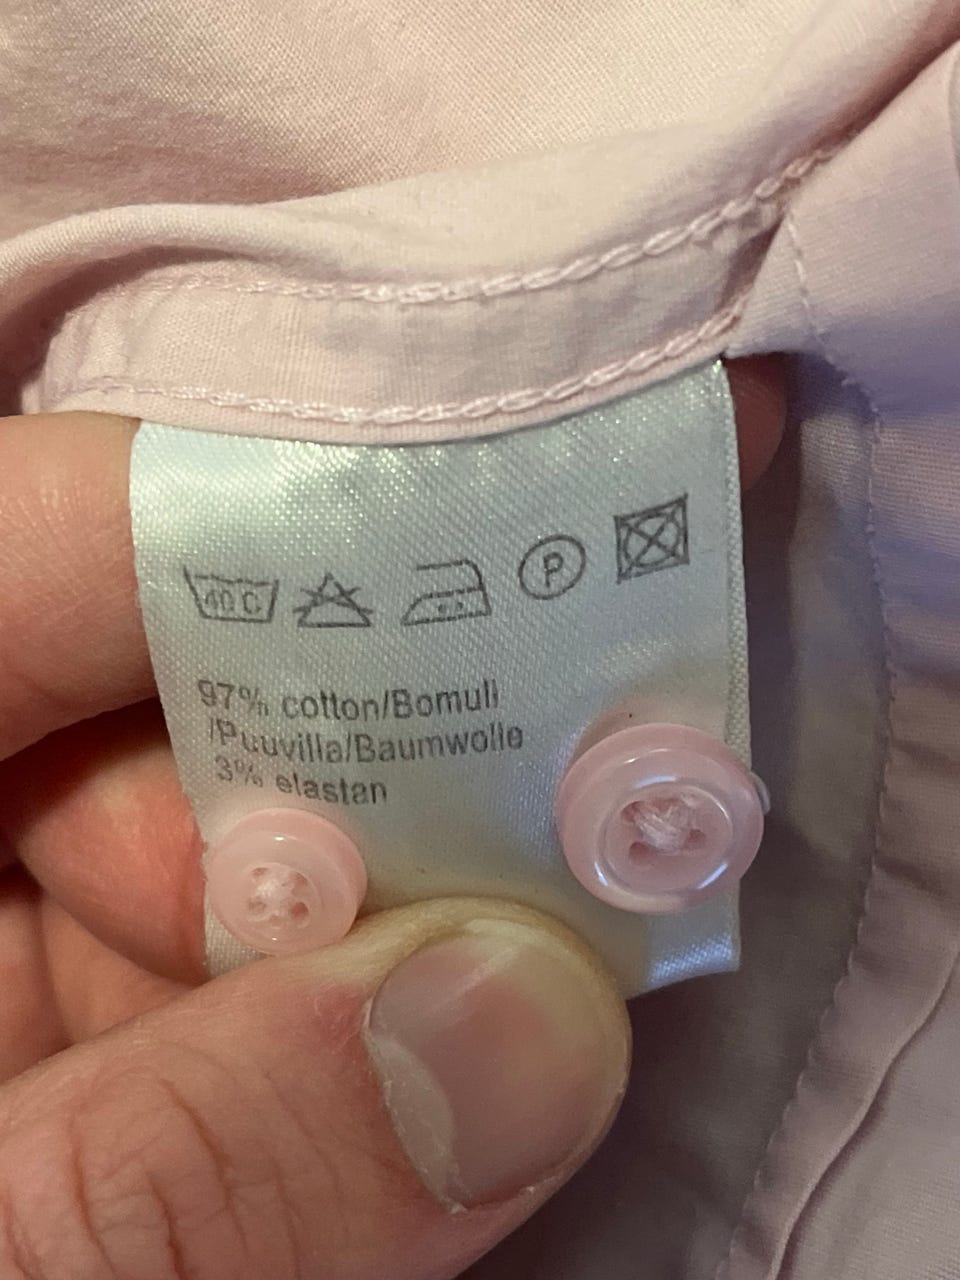 40 C
P
97% cotton/Bomull
/Puuvilla/Baumwolle
3% elastan